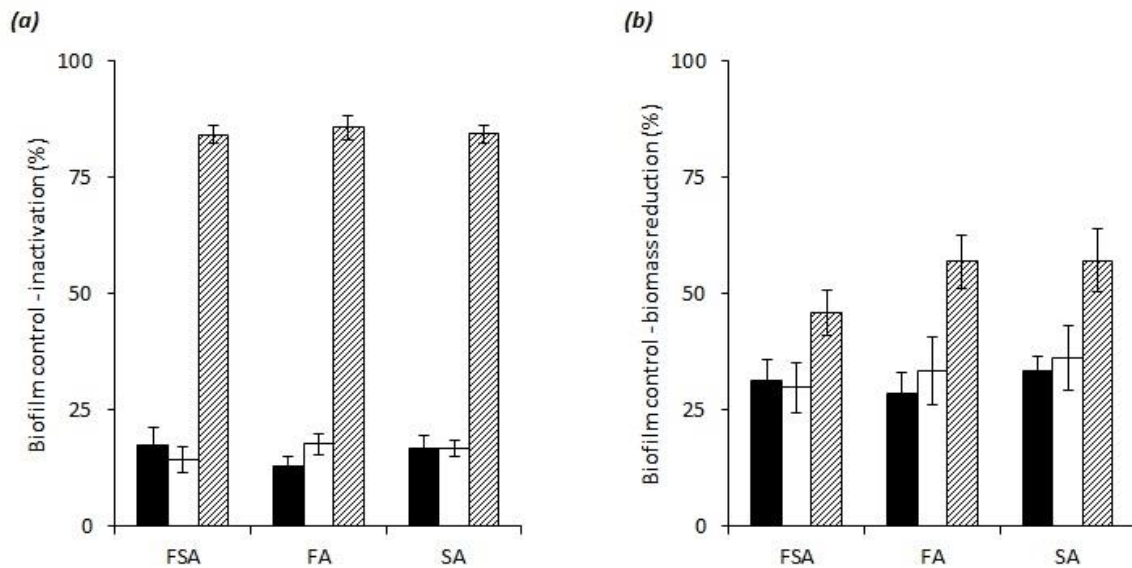 (a)
Biofilm control - inactivation (%)
100
75
50
25
0
FSA FA SA
(b)
Biofilm control - biomass reduction (%)
100
75
50
25
0
FSA FA SA